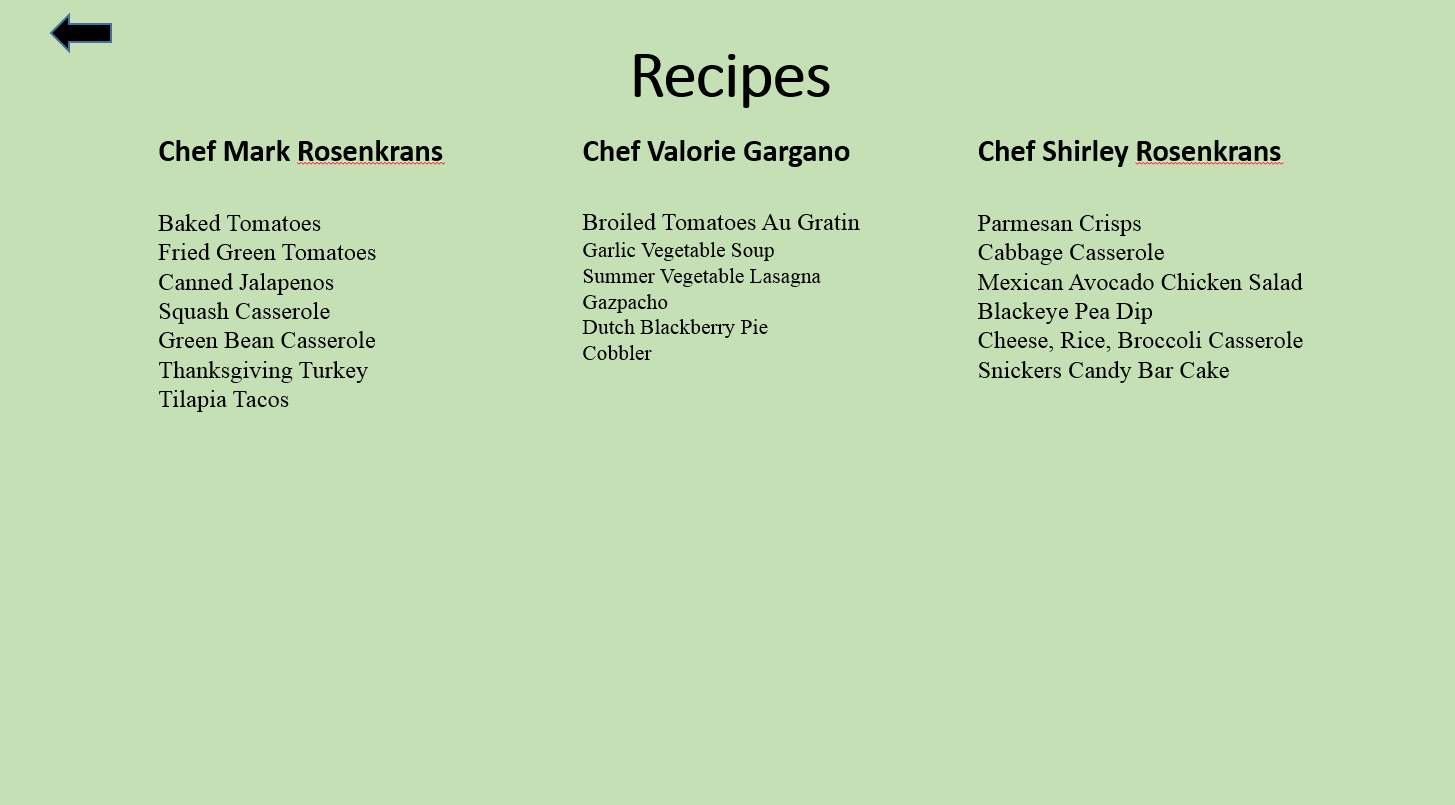 Recipes
Chef Mark Rosenkrans
Baked Tomatoes
Fried Green Tomatoes
Canned Jalapenos
Squash Casserole
Green Bean Casserole
Thanksgiving Turkey
Tilapia Tacos
Chef Valorie Gargano
Broiled Tomatoes Au Gratin
Garlic Vegetable Soup
Summer Vegetable Lasagna
Gazpacho
Dutch Blackberry Pie
Cobbler
Chef Shirley Rosenkrans
Parmesan Crisps
Cabbage Casserole
Mexican Avocado Chicken Salad
Blackeye Pea Dip
Cheese, Rice, Broccoli Casserole
Snickers Candy Bar Cake